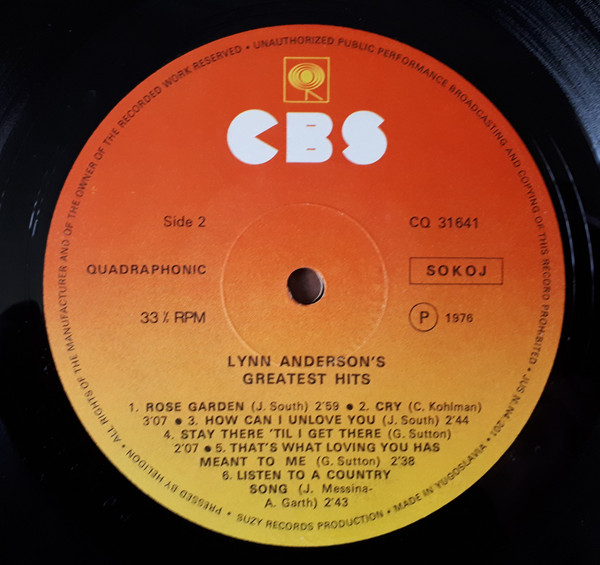 CBS
Side 2
CQ 31641
QUADRAPHONIC
SOKOJ
33⅓ RPM
P 1976
LYNN ANDERSON'S
GREATEST HITS
1. ROSE GARDEN (J. South) 2'59 • 2. CRY (C. Kohlman)
3'07 • 3. HOW CAN I UNLOVE YOU (J. South) 2'44
4. STAY THERE 'TIL I GET THERE (G. Sutton)
2'07 • 5. THAT'S WHAT LOVING YOU HAS
MEANT TO ME (G. Sutton) 2'38
6. LISTEN TO A COUNTRY
SONG (J. Messina-
A. Garth) 2'43
• PRESSED BY HELIDON • ALL RIGHTS OF THE MANUFACTURER AND OF THE OWNER OF THE RECORDED WORK RESERVED • UNAUTHORIZED PUBLIC PERFORMANCE BROADCASTING AND COPYING OF THIS RECORD PROHIBITED • JUS N.N4 201 • MADE IN YUGOSLAVIA • SUZY RECORDS PRODUCTION